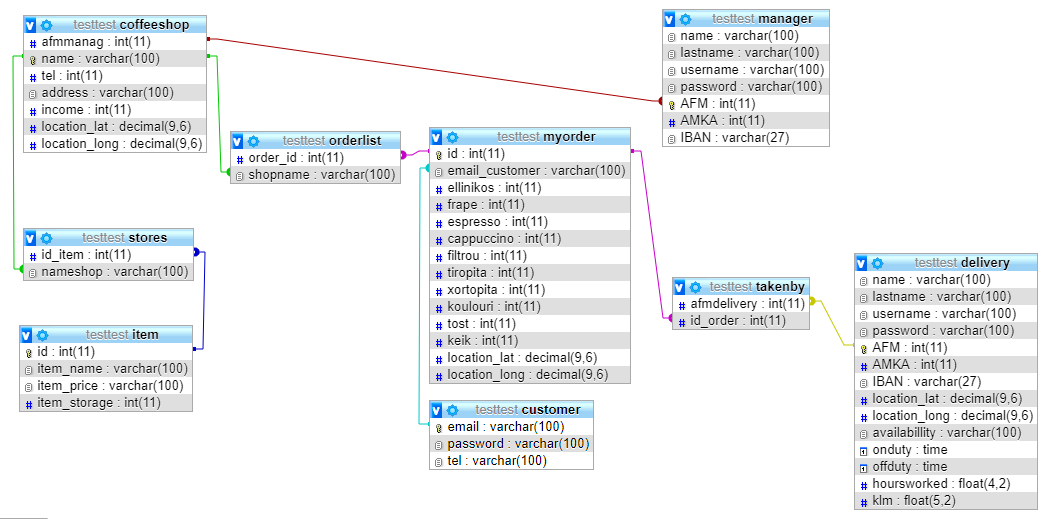 testtest coffeeshop
afmmanag : int(11)
name : varchar(100)
tel : int(11)
address : varchar(100)
income : int(11)
location_lat : decimal(9,6)
location_long : decimal(9,6)
testtest manager
name : varchar(100)
lastname : varchar(100)
username : varchar(100)
password : varchar(100)
AFM : int(11)
AMKA : int(11)
IBAN : varchar(27)
testtest orderlist
order_id : int(11)
shopname : varchar(100)
testtest myorder
id : int(11)
email_customer : varchar(100)
ellinikos : int(11)
frape : int(11)
espresso : int(11)
cappuccino : int(11)
filtrou : int(11)
tiropita : int(11)
xortopita : int(11)
koulouri : int(11)
tost : int(11)
keik : int(11)
location_lat : decimal(9,6)
location_long : decimal(9,6)
testtest stores
id_item : int(11)
nameshop : varchar(100)
testtest item
id : int(11)
item_name : varchar(100)
item_price : varchar(100)
item_storage : int(11)
testtest customer
email : varchar(100)
password : varchar(100)
tel : varchar(100)
testtest takenby
afmdelivery : int(11)
id_order : int(11)
testtest delivery
name : varchar(100)
lastname : varchar(100)
username : varchar(100)
password : varchar(100)
AFM : int(11)
AMKA : int(11)
IBAN : varchar(27)
location_lat : decimal(9,6)
location_long : decimal(9,6)
availabillity : varchar(100)
onduty : time
offduty : time
hoursworked : float(4,2)
klm : float(5,2)